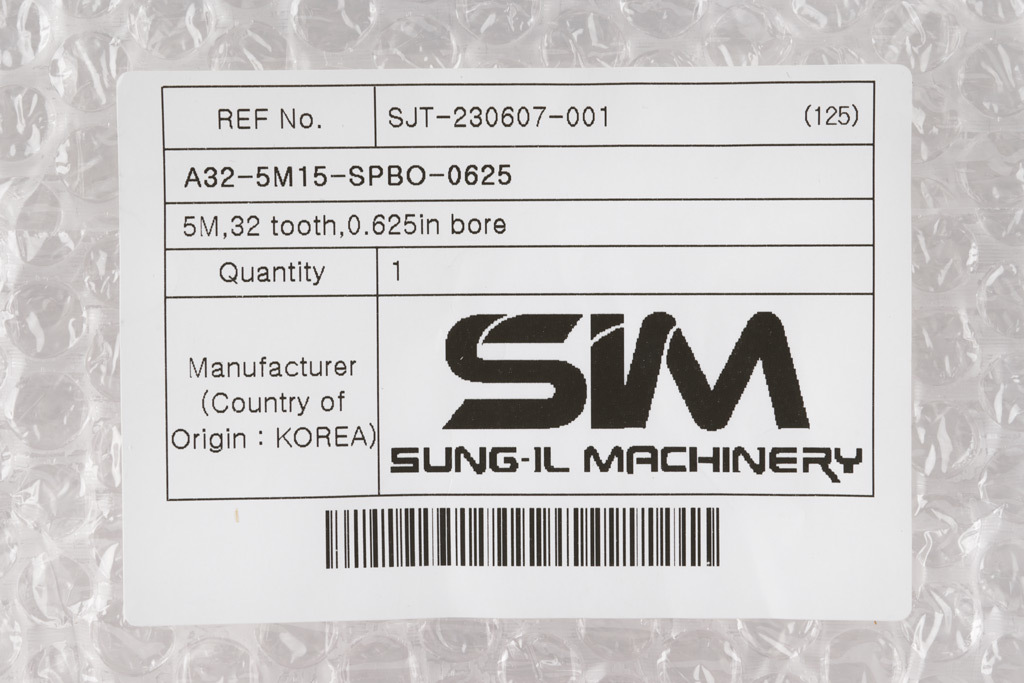 REF No. SJT-230607-001 (125)
A32-5M15-SPBO-0625
5M,32 tooth,0.625in bore
Quantity 1
Manufacturer
(Country of
Origin : KOREA)
SIM
SUNG-IL MACHINERY